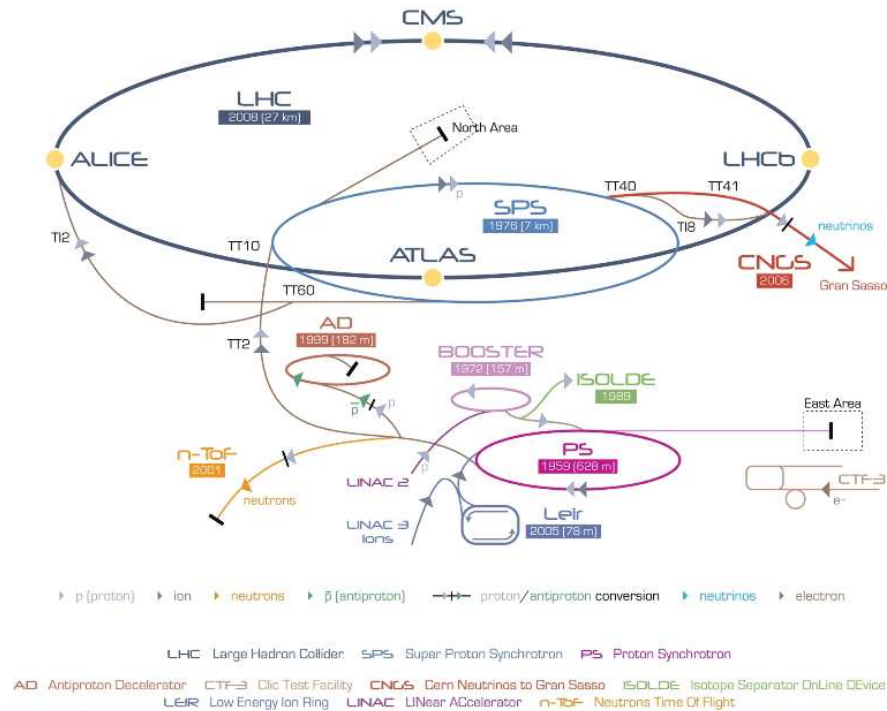 CMS
LHC
2008 (27 km)
North Area
ALICE
LHCb
TT40
TT41
SPS
1976 (7 km)
TI8
neutrinos
TI2
TT10
ATLAS
CNGS
2006
Gran Sasso
p
TT60
AD
1999 (182 m)
TT2
BOOSTER
1972 (157 m)
ISOLDE
1989
East Area
p̅
p
n-ToF
2001
PS
1959 (628 m)
LINAC 2
p
neutrons
CTF-3
e-
LINAC 3
Ions
Leir
2005 (78 m)
p (proton)
ion
neutrons
p̅ (antiproton)
proton/antiproton conversion
neutrinos
electron
LHC Large Hadron Collider
SPS Super Proton Synchrotron
PS Proton Synchrotron
AD Antiproton Decelerator
CTF-3 Clic Test Facility
CNGS Cern Neutrinos to Gran Sasso
ISOLDE Isotope Separator OnLine DEvice
LEIR Low Energy Ion Ring
LINAC LINear ACcelerator
n-ToF Neutrons Time Of Flight